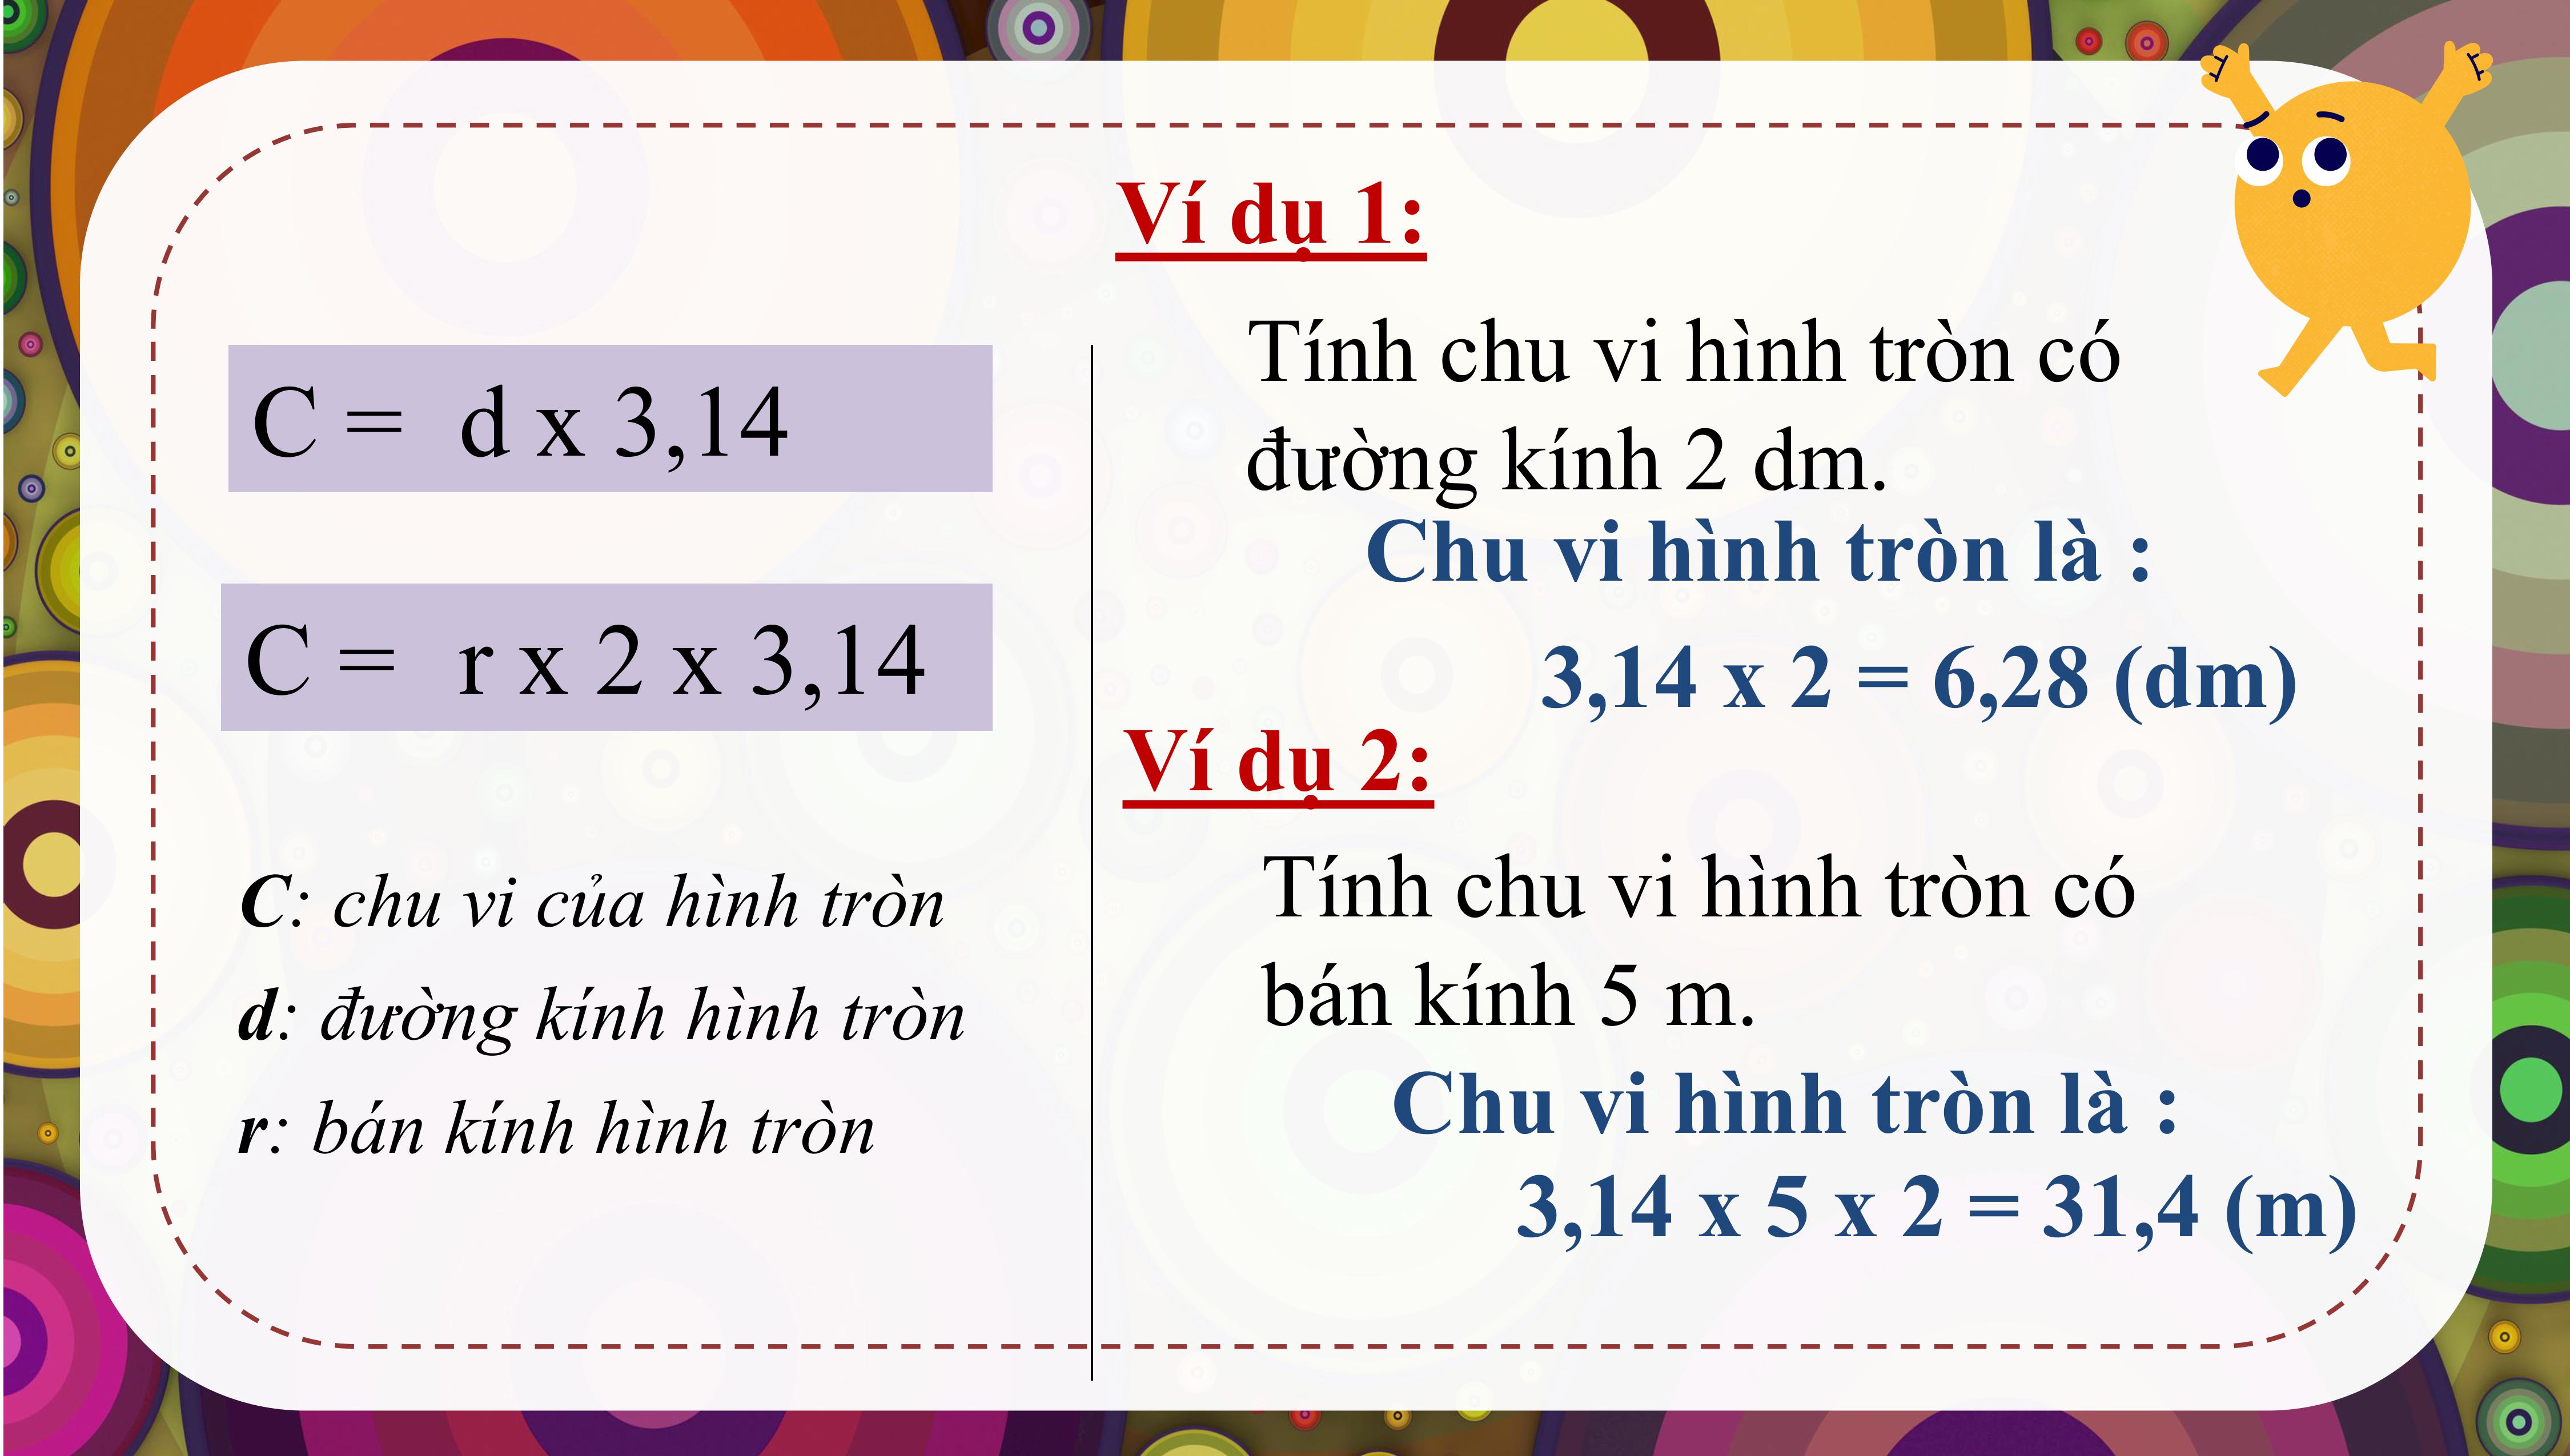 C = d x 3,14
C = r x 2 x 3,14
C: chu vi của hình tròn
d: đường kính hình tròn
r: bán kính hình tròn
Ví dụ 1:
Tính chu vi hình tròn có
đường kính 2 dm.
Chu vi hình tròn là :
3,14 x 2 = 6,28 (dm)
Ví dụ 2:
Tính chu vi hình tròn có
bán kính 5 m.
Chu vi hình tròn là :
3,14 x 5 x 2 = 31,4 (m)